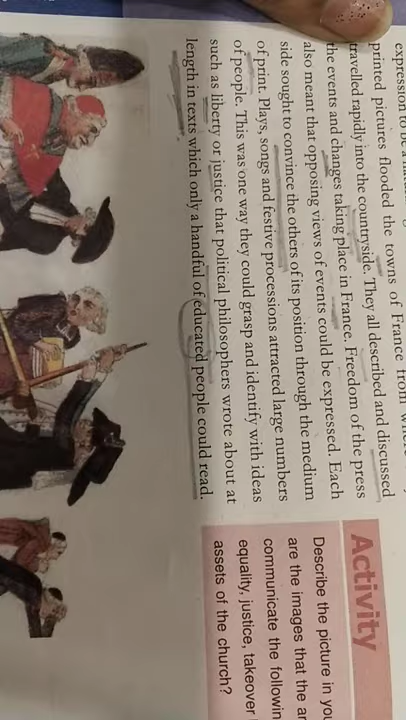 expression to be a
printed pictures flooded the towns of France from where
travelled rapidly into the countryside. They all described and discussed
the events and changes taking place in France. Freedom of the press
also meant that opposing views of events could be expressed. Each
side sought to convince the others of its position through the medium
of print. Plays, songs and festive processions attracted large numbers
of people. This was one way they could grasp and identify with ideas
such as liberty or justice that political philosophers wrote about at
length in texts which only a handful of educated people could read.
Activity
Describe the picture in you
are the images that the ar
communicate the followin
equality, justice, takeover
assets of the church?